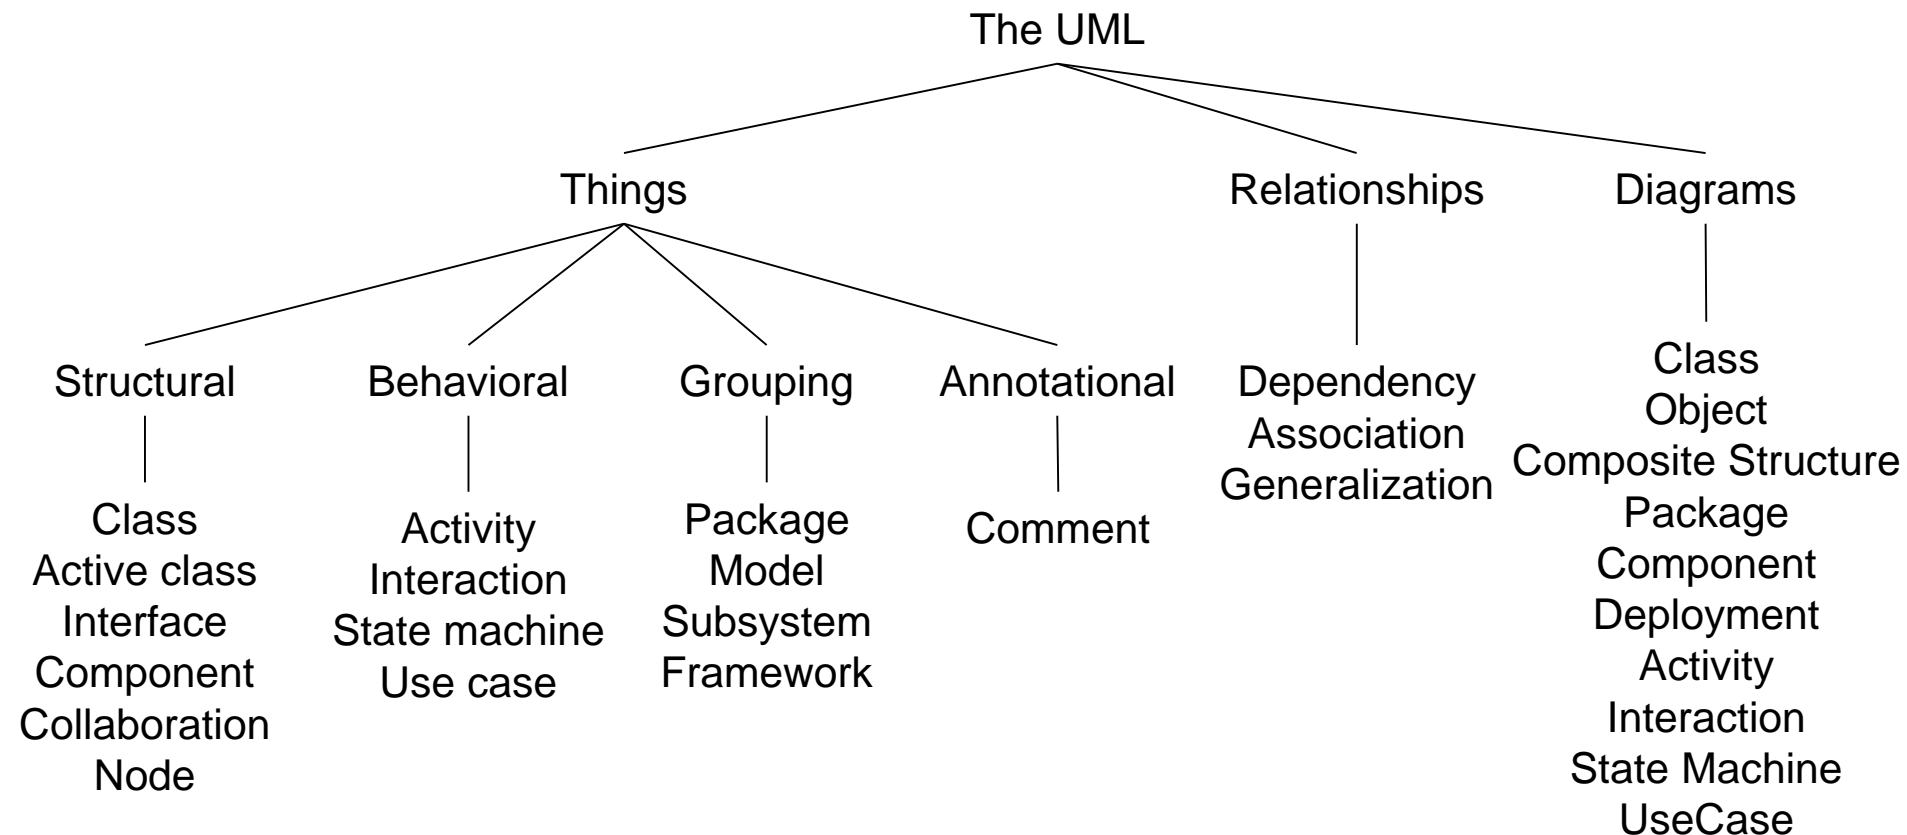 The UML
Things
Relationships
Diagrams
Structural
Behavioral
Grouping
Annotational
Class
Active class
Interface
Component
Collaboration
Node
Activity
Interaction
State machine
Use case
Package
Model
Subsystem
Framework
Comment
Dependency
Association
Generalization
Class
Object
Composite Structure
Package
Component
Deployment
Activity
Interaction
State Machine
UseCase